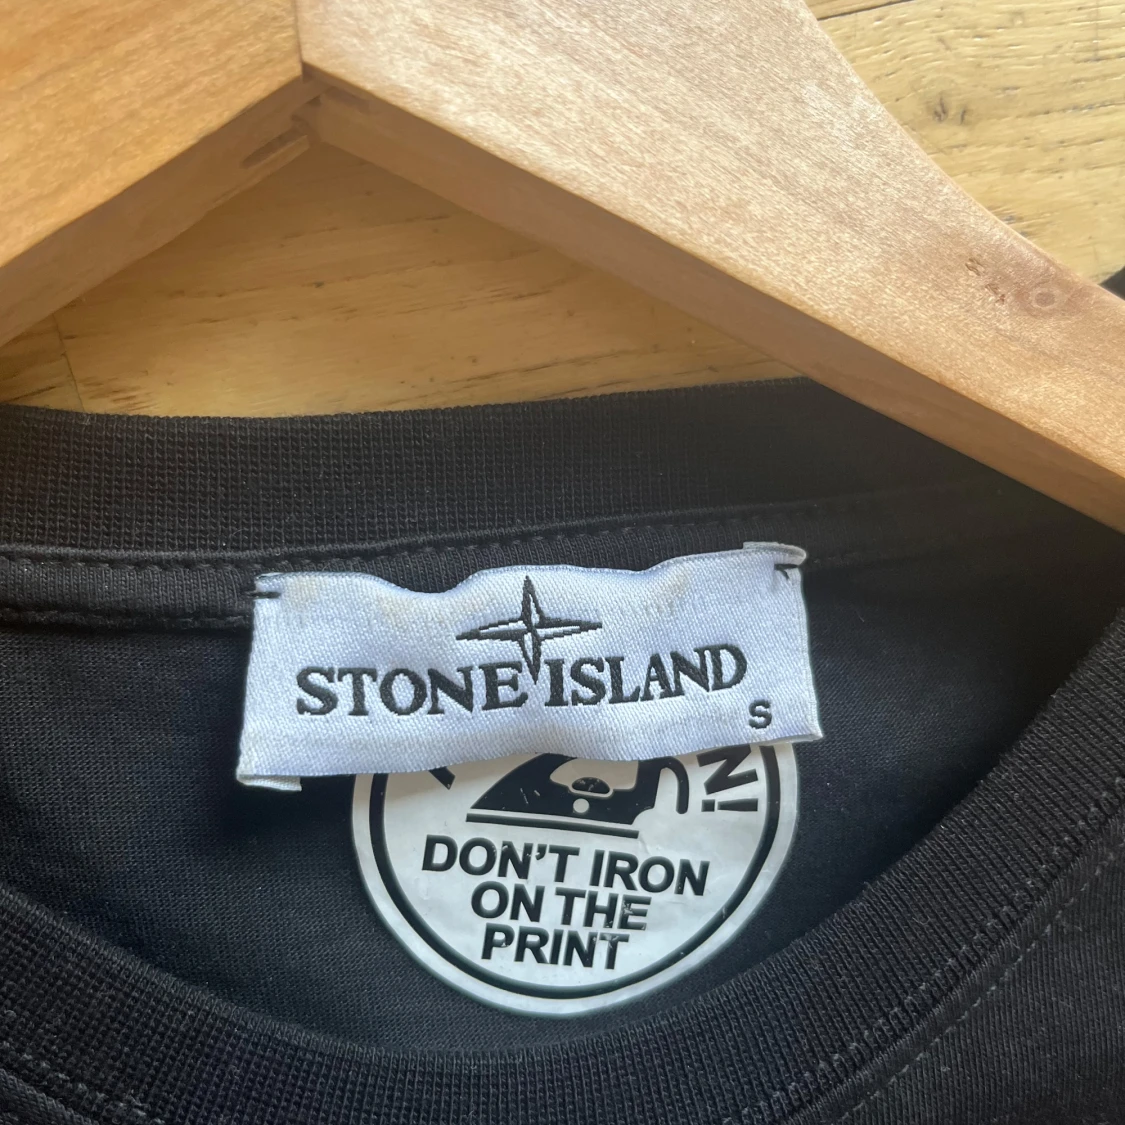 STONE ISLAND
S
DON'T IRON
ON THE
PRINT